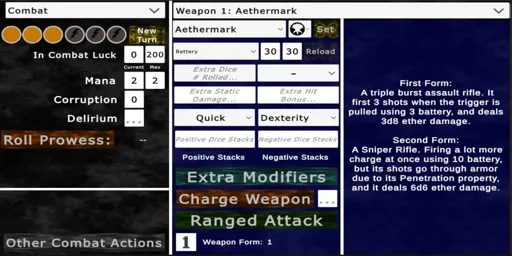 Combat
New
Turn
In Combat Luck 0 200
Current Max
Mana 2 2
Corruption 0
Delirium ...
Roll Prowess: --
Other Combat Actions
Weapon 1: Aethermark
Aethermark Set
Battery 30 30 Reload
Extra Dice
# Rolled... –
Extra Static
Damage... Extra Hit
Bonus...
Quick Dexterity
Positive Dice Stacks Negative Dice Stacks
Positive Stacks Negative Stacks
Extra Modifiers
Charge Weapon ...
Ranged Attack
1 Weapon Form: 1
First Form:
A triple burst assault rifle. It
first 3 shots when the trigger is
pulled using 3 battery, and deals
3d8 ether damage.
Second Form:
A Sniper Rifle. Firing a lot more
charge at once using 10 battery,
but its shots go through armor
due to its Penetration property,
and it deals 6d6 ether damage.